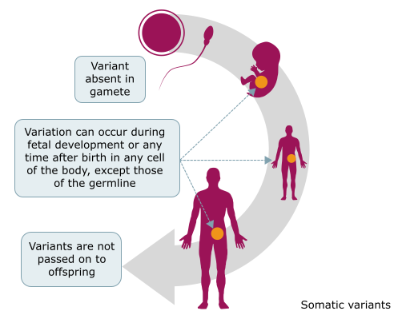 Variant
absent in
gamete
Variation can occur during
fetal development or any
time after birth in any cell
of the body, except those
of the germline
Variants are not
passed on to
offspring
Somatic variants